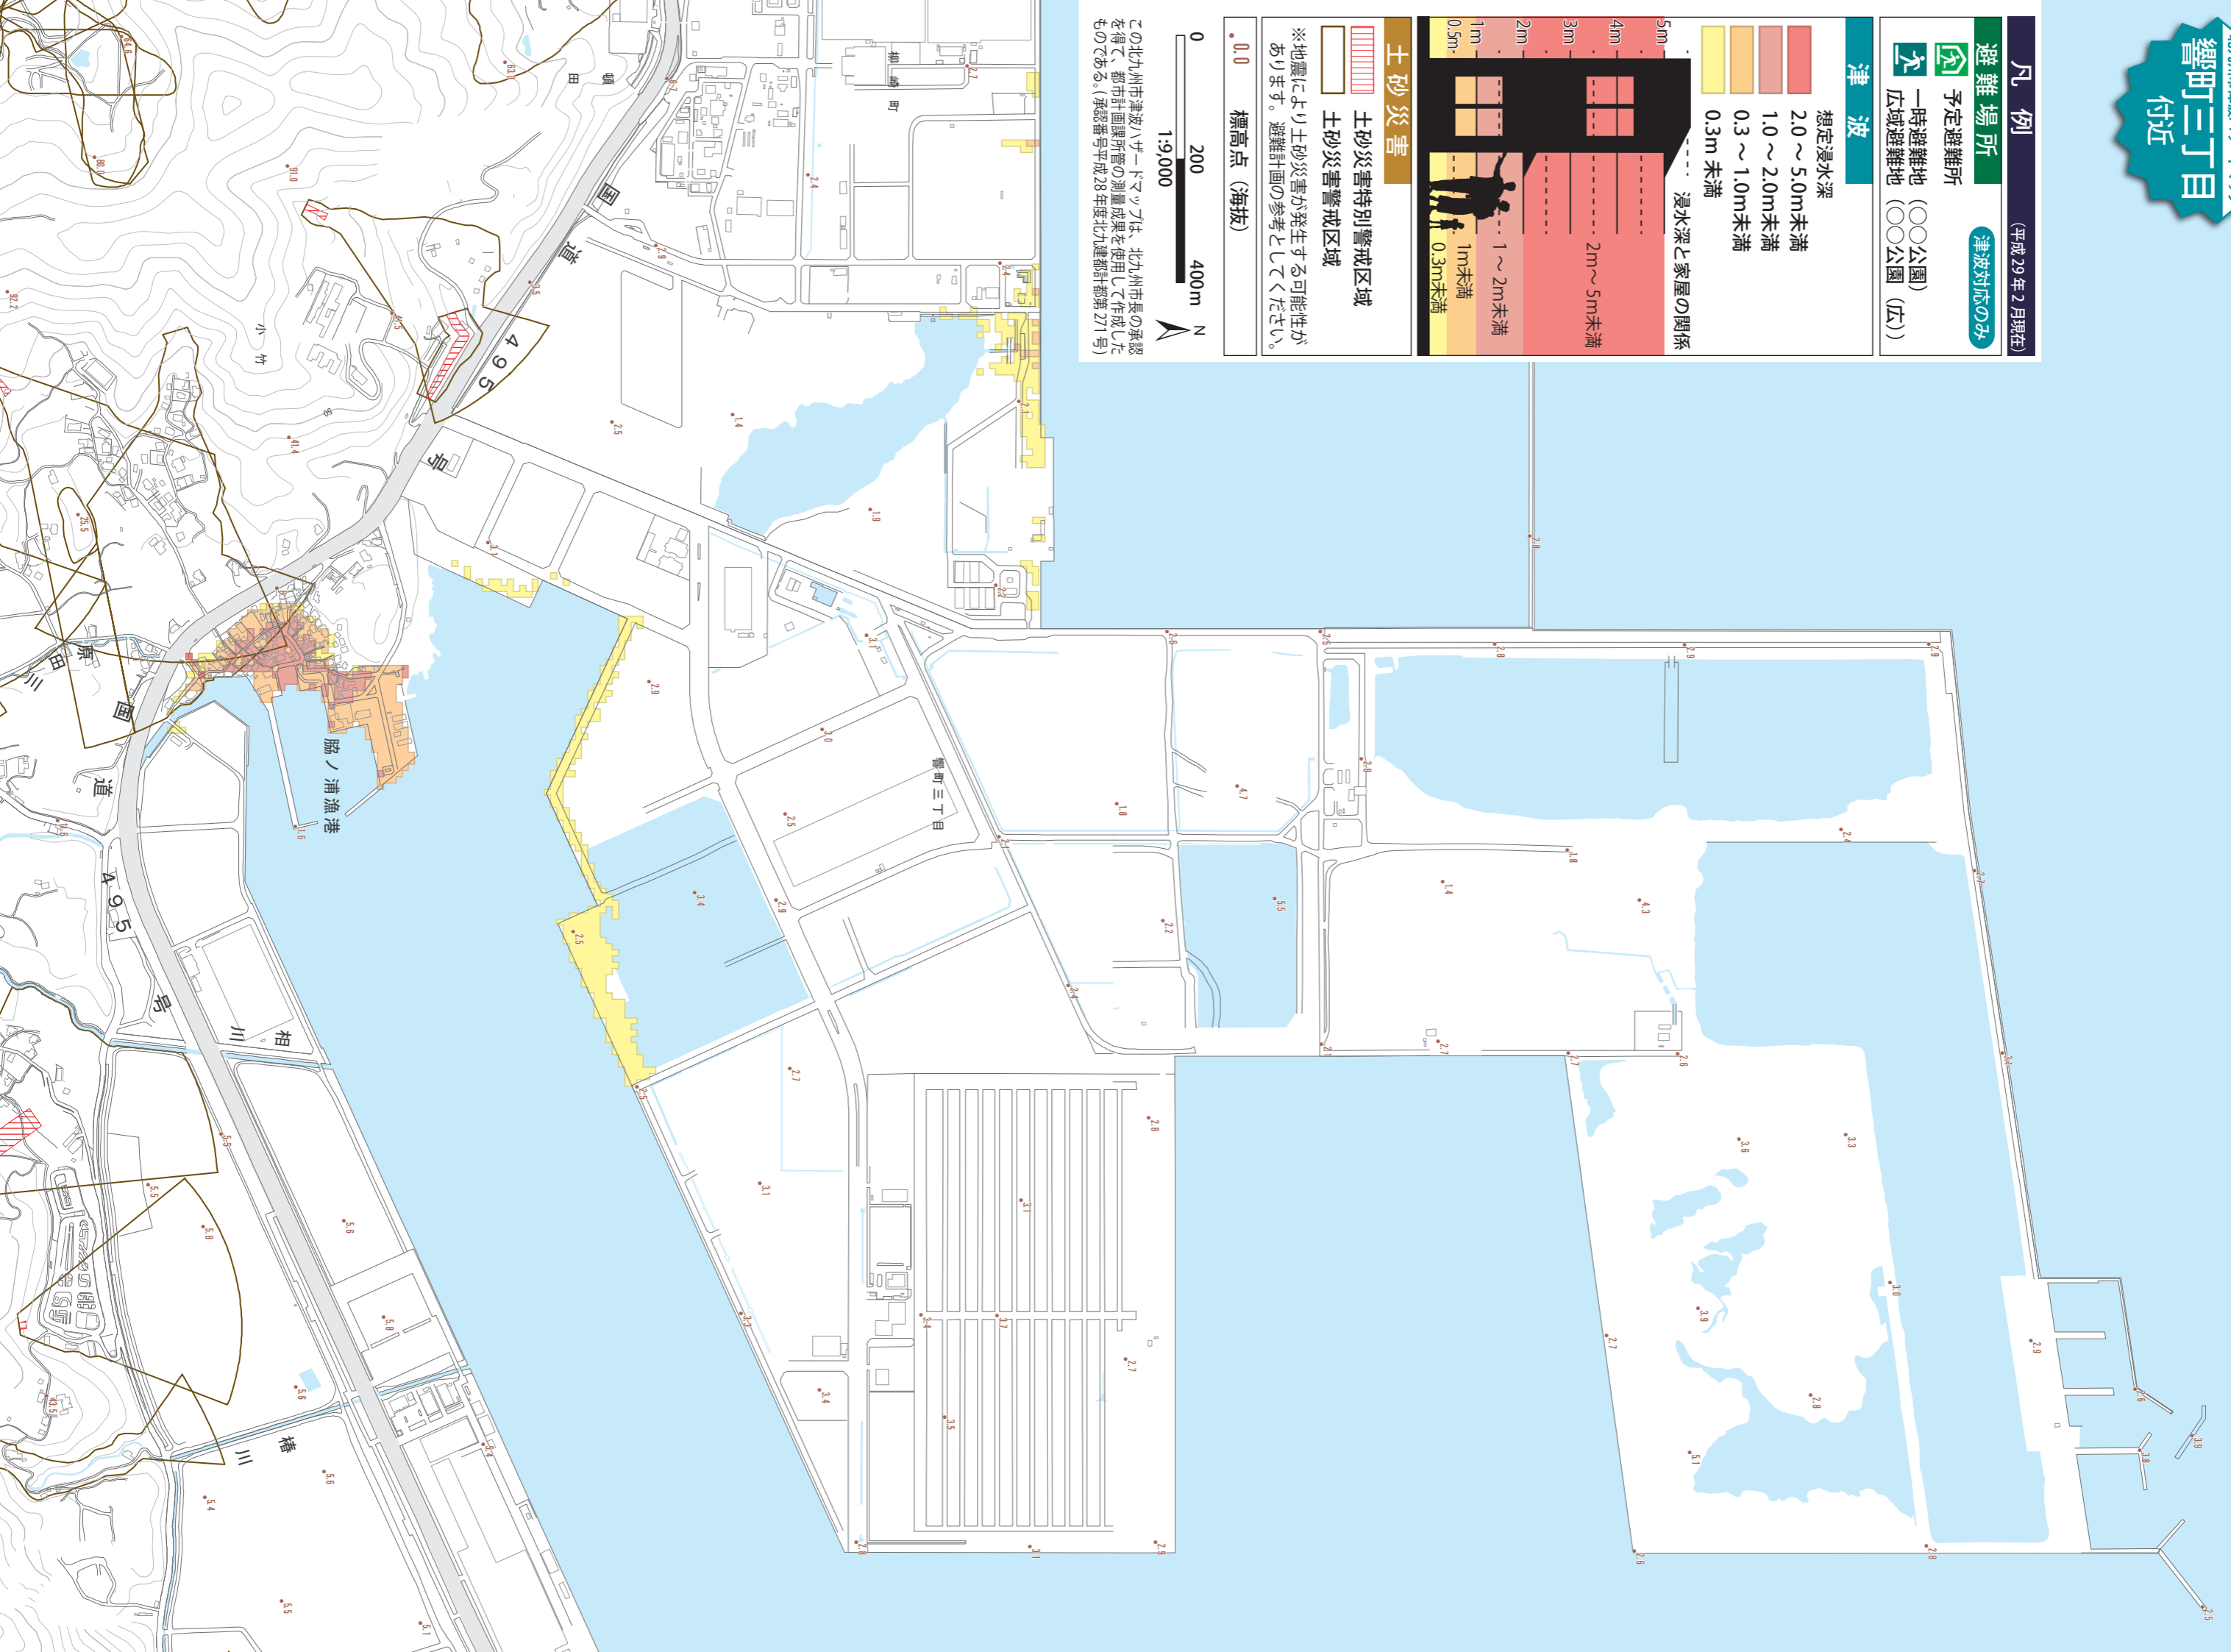 響町三丁目
付近
凡例 (平成29年2月現在)
避難場所 津波対応のみ
予定避難所
一時避難地 (○○公園)
広域避難地 (○○公園 (広))
津波
想定浸水深
2.0 ~ 5.0m未満
1.0 ~ 2.0m未満
0.3 ~ 1.0m未満
0.3m 未満
浸水深と家屋の関係
5m
4m
3m
2m
1m
0.5m
2m~5m未満
1~2m未満
1m未満
0.3m未満
土砂災害
土砂災害特別警戒区域
土砂災害警戒区域
※地震により土砂災害が発生する可能性が
あります。避難計画の参考としてください。
0.0 標高点 (海抜)
0 200 400m
1:9,000
N
この北九州市津波ハザードマップは、北九州市長の承認
を得て、都市計画課所管の測量成果を使用して作成した
ものである。(承認番号平成28年度北九建都計都第271号)
柳崎町
頓田
国道495号
小竹
響町三丁目
脇ノ浦漁港
原田川
国道495号
相川
椿川